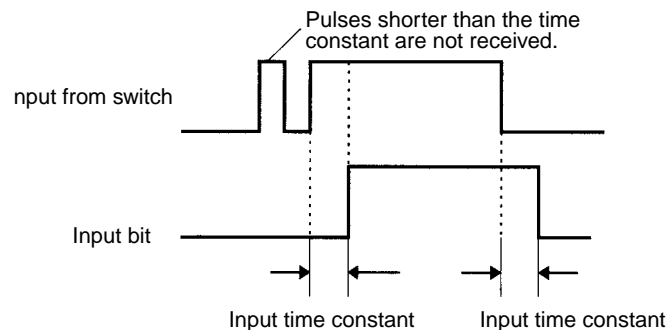 Pulses shorter than the time
constant are not received.
nput from switch
Input bit
Input time constant
Input time constant